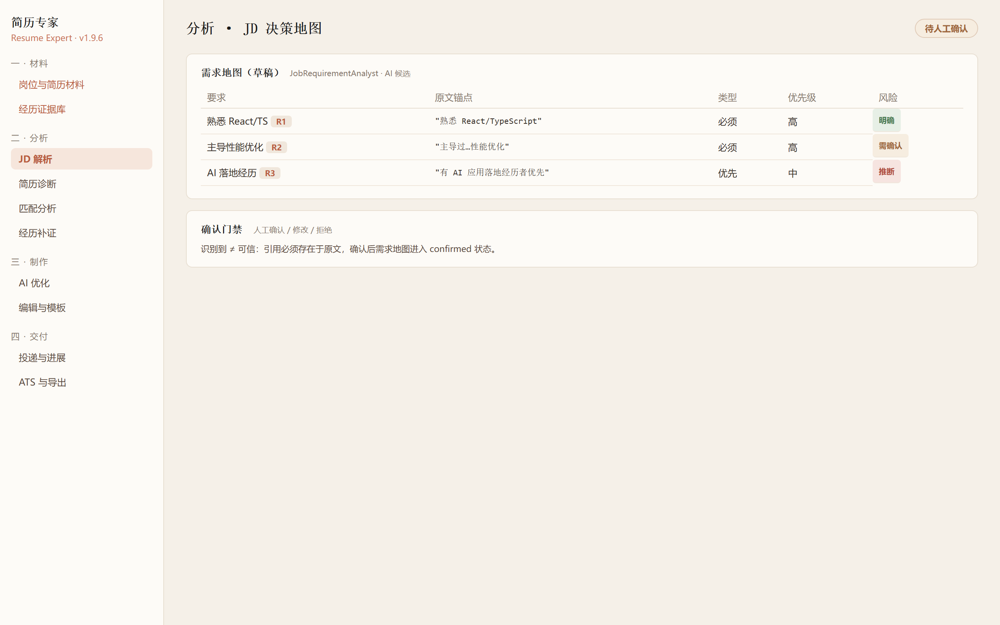 简历专家
Resume Expert · v1.9.6
一 · 材料
岗位与简历材料
经历证据库
二 · 分析
JD 解析
简历诊断
匹配分析
经历补证
三 · 制作
AI 优化
编辑与模板
四 · 交付
投递与进展
ATS 与导出
分析 · JD 决策地图
待人工确认
需求地图（草稿） JobRequirementAnalyst · AI 候选
要求 原文锚点 类型 优先级 风险
熟悉 React/TS R1 "熟悉 React/TypeScript" 必须 高 明确
主导性能优化 R2 "主导过…性能优化" 必须 高 需确认
AI 落地经历 R3 "有 AI 应用落地经历者优先" 优先 中 推断
确认门禁 人工确认 / 修改 / 拒绝
识别到 ≠ 可信：引用必须存在于原文，确认后需求地图进入 confirmed 状态。